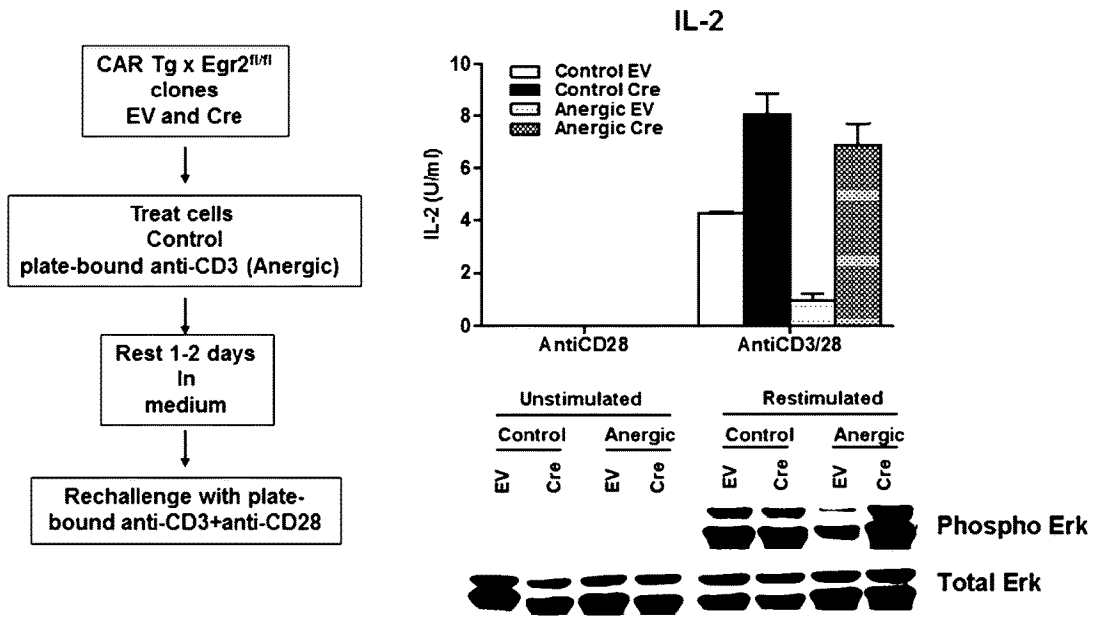 CAR Tg x Egr2fl/fl
clones
EV and Cre
Treat cells
Control
plate-bound anti-CD3 (Anergic)
Rest 1-2 days
In
medium
Rechallenge with plate-
bound anti-CD3+anti-CD28
IL-2
Control EV
Control Cre
Anergic EV
Anergic Cre
IL-2 (U/ml)
10
8
6
4
2
0
AntiCD28
AntiCD3/28
Unstimulated
Restimulated
Control
Anergic
Control
Anergic
EV
Cre
EV
Cre
EV
Cre
EV
Cre
Phospho Erk
Total Erk